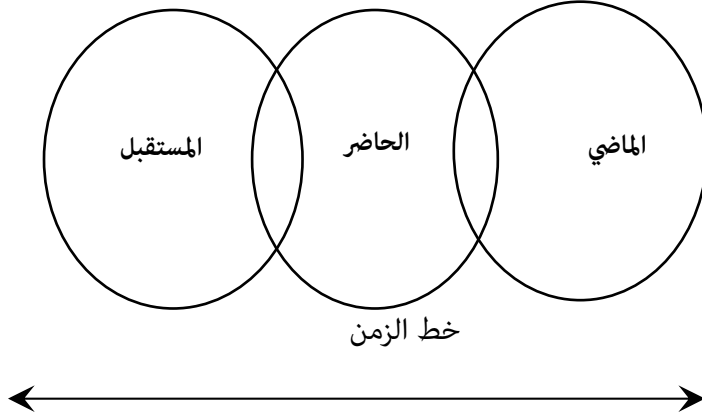 الماضي
الحاضر
المستقبل
خط الزمن